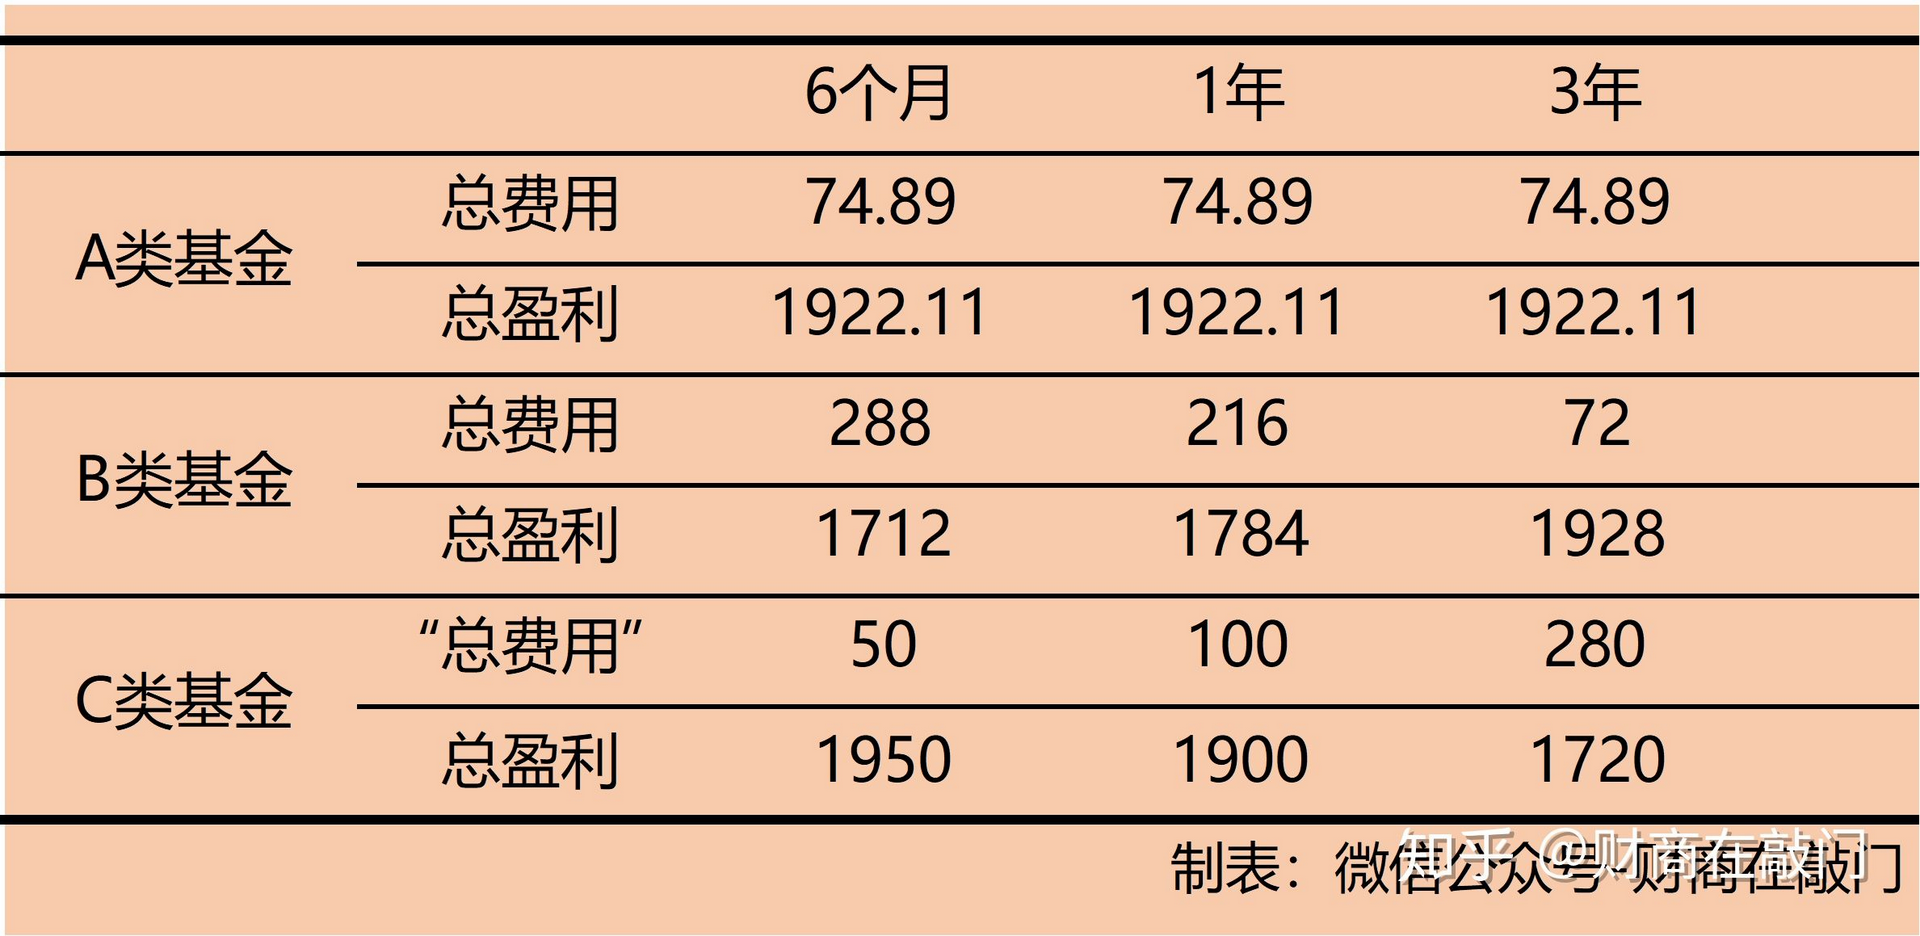 6个月 1年 3年
总费用 74.89 74.89 74.89
A类基金
总盈利 1922.11 1922.11 1922.11
总费用 288 216 72
B类基金
总盈利 1712 1784 1928
“总费用” 50 100 280
C类基金
总盈利 1950 1900 1720
制表：微信公众号-财商在敲门
知乎 @财商在敲门